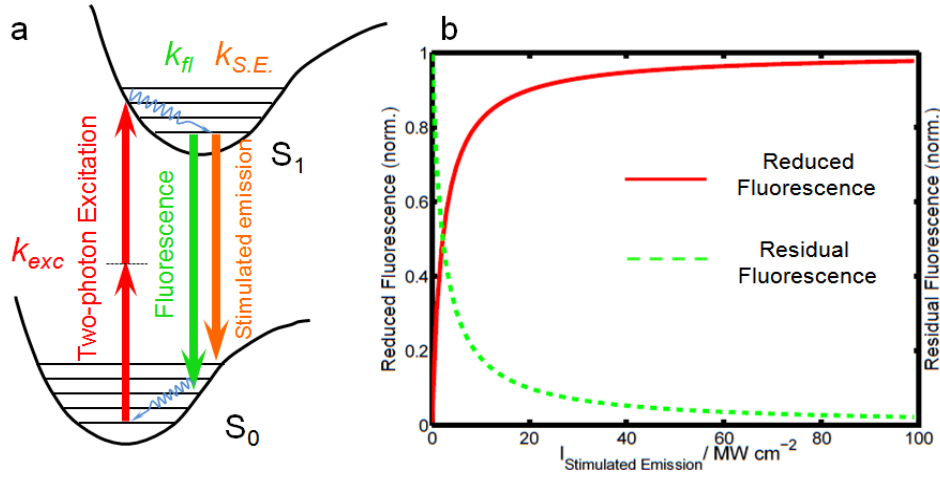 a
k_fl
k_S.E.
S_1
Two-photon Excitation
Fluorescence
Stimulated emission
k_exc
S_0
b
1
0.8
0.6
0.4
0.2
0
0
20
40
60
80
100
Reduced Fluorescence (norm.)
Residual Fluorescence (norm.)
Reduced
Fluorescence
Residual
Fluorescence
I_Stimulated Emission/ MW cm⁻²